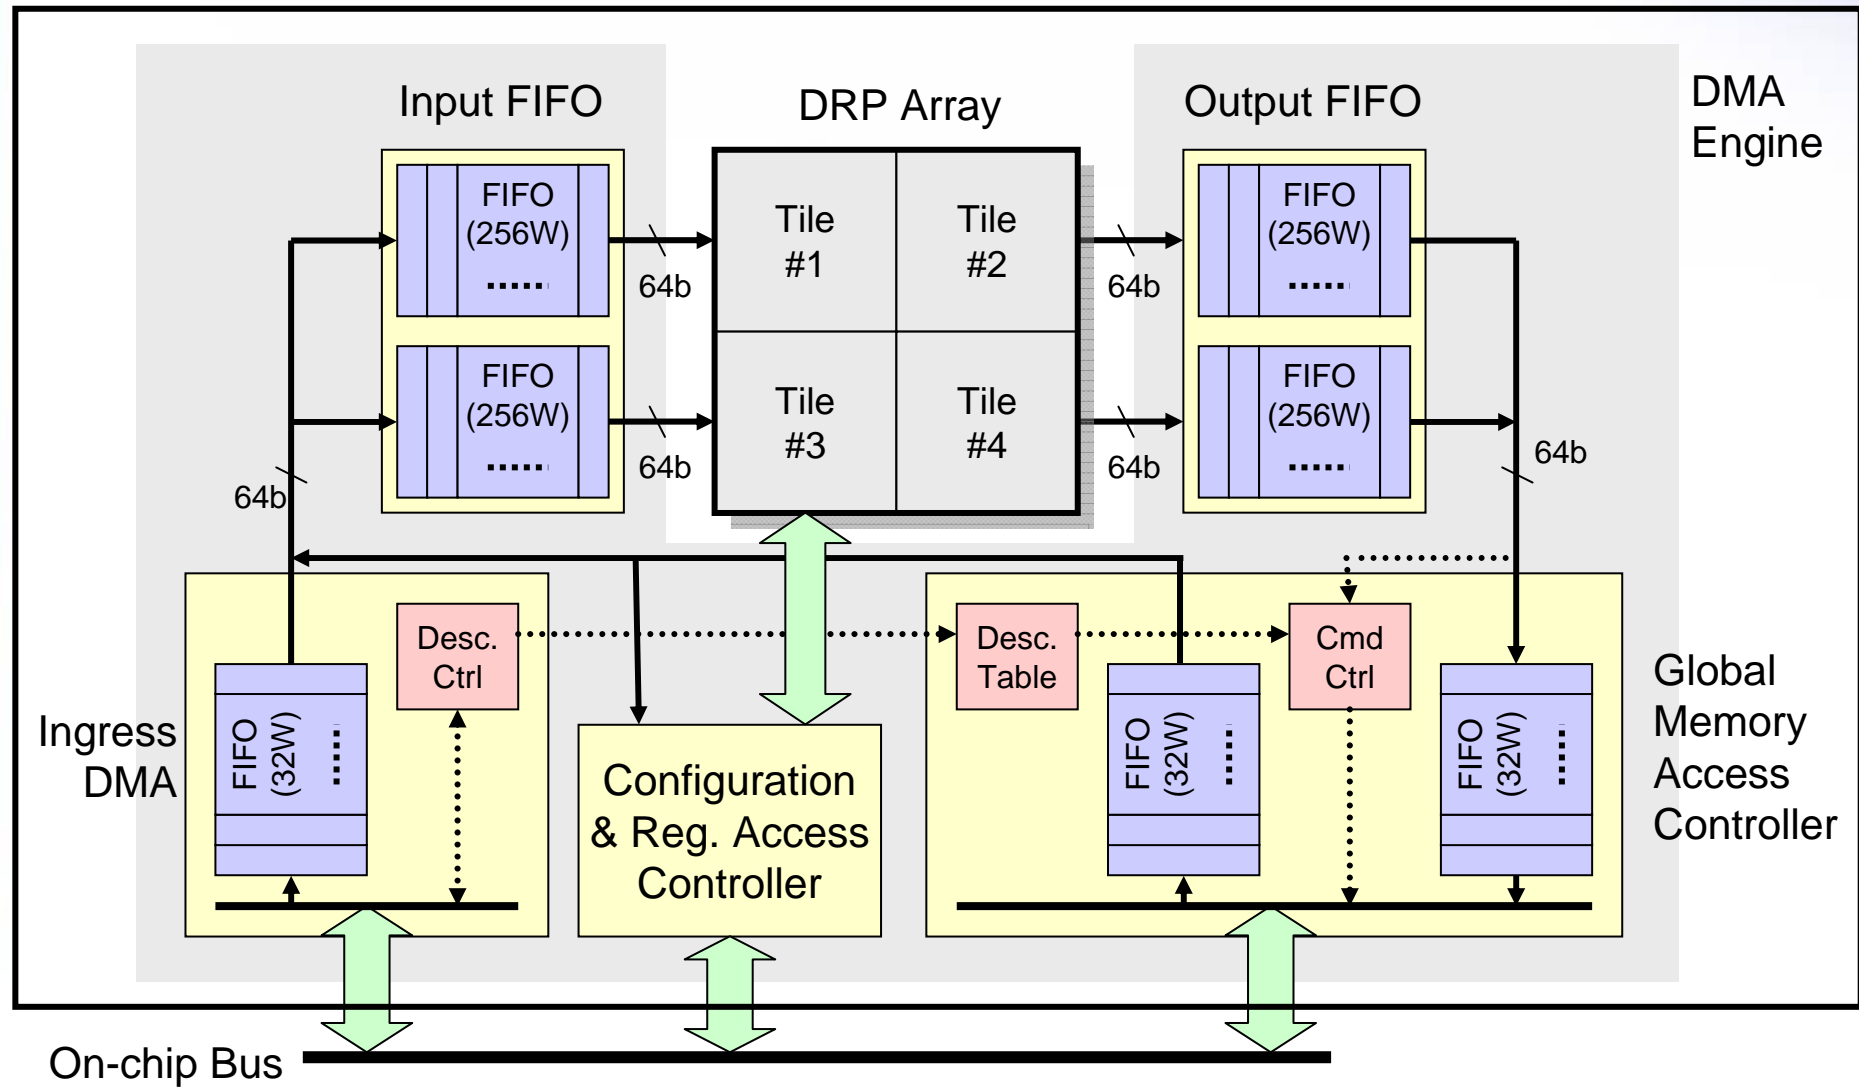 Input FIFO
DRP Array
Output FIFO
DMA
Engine
FIFO
(256W)
FIFO
(256W)
64b
64b
Tile
#1
Tile
#2
Tile
#3
Tile
#4
64b
64b
FIFO
(256W)
FIFO
(256W)
64b
64b
Ingress
DMA
FIFO
(32W)
Desc.
Ctrl
Configuration
& Reg. Access
Controller
Desc.
Table
FIFO
(32W)
Cmd
Ctrl
FIFO
(32W)
Global
Memory
Access
Controller
On-chip Bus